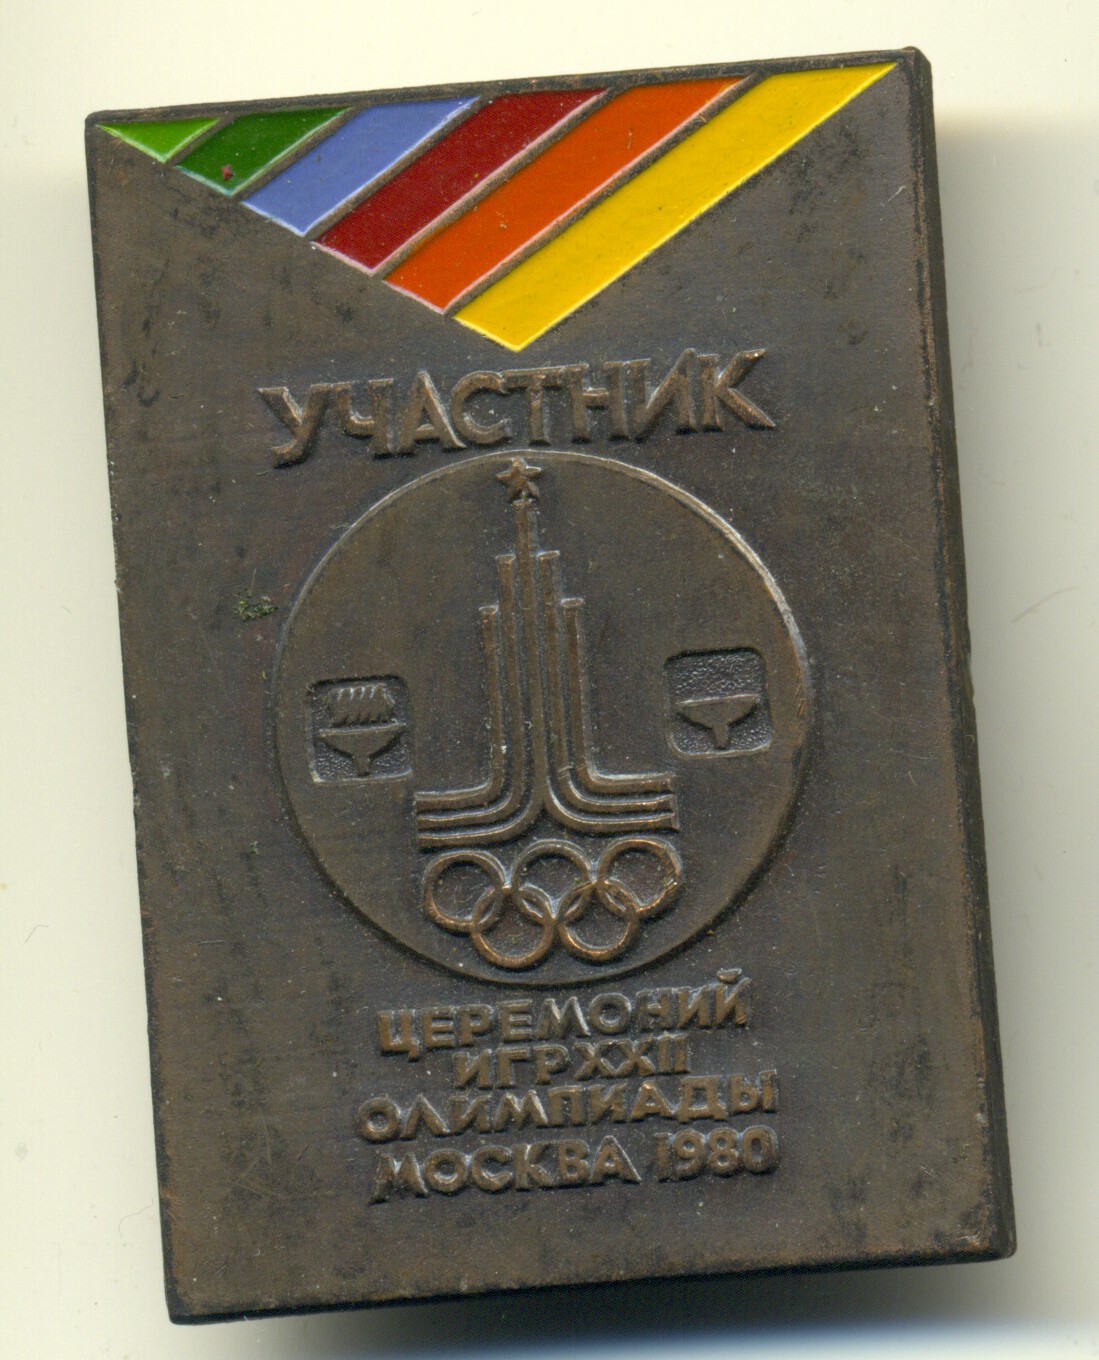 УЧАСТНИК
ЦЕРЕМОНИЙ
ИГР XXII
ОЛИМПИАДЫ
МОСКВА 1980